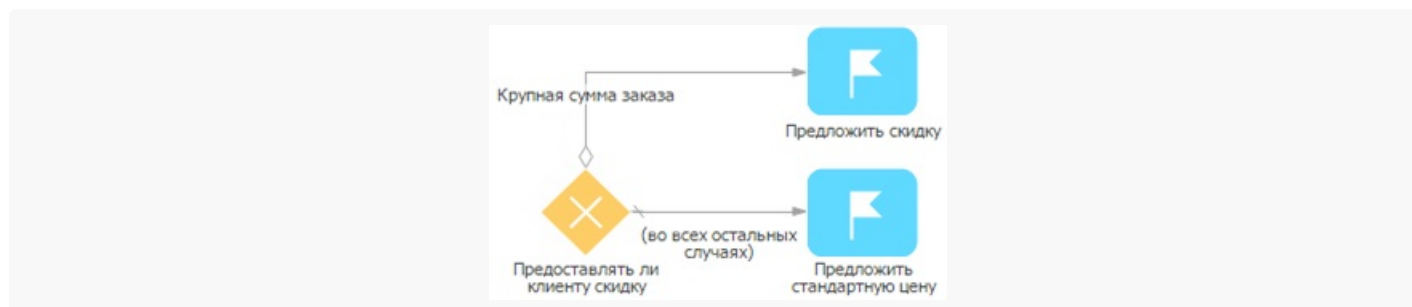 Крупная сумма заказа
Предложить скидку
(во всех остальных
случаях)
Предоставлять ли
клиенту скидку
Предложить
стандартную цену